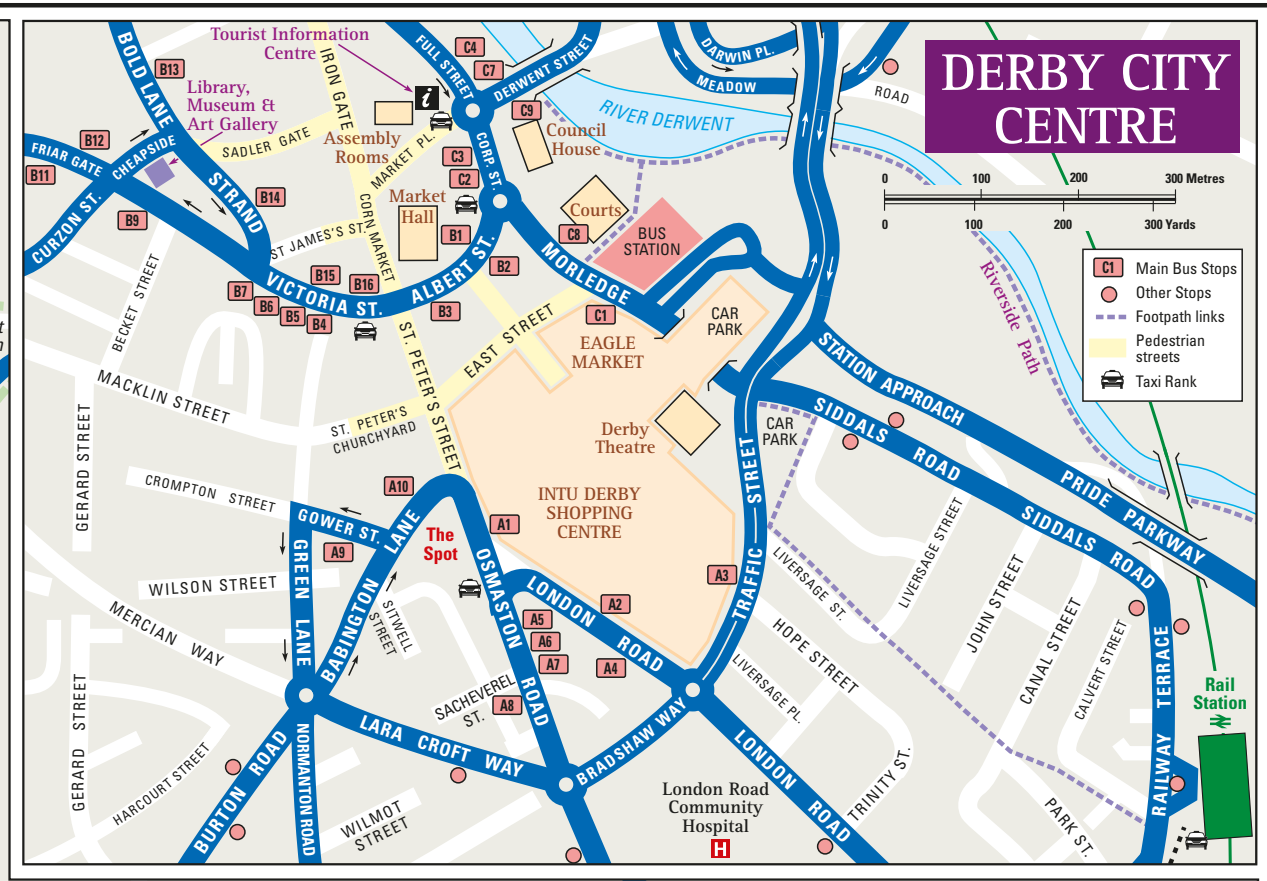 DERBY CITY
CENTRE
0 100 200 300 Metres
0 100 200 300 Yards
C1 Main Bus Stops
Other Stops
Footpath links
Pedestrian
streets
Taxi Rank
Tourist Information
Centre
i
Library,
Museum &
Art Gallery
BOLD LANE
B13
IRON GATE
FULL STREET
C4
C7
DERWENT STREET
DARWIN PL.
MEADOW
ROAD
RIVER DERWENT
B12
FRIAR GATE
B11
CHEAPSIDE
SADLER GATE
Assembly
Rooms
MARKET PL.
CORP. ST.
C9
Council
House
C3
C2
CURZON ST.
B9
STRAND
B14
CORN MARKET
Market
Hall
B1
Courts
C8
BUS
STATION
ST JAMES'S ST.
BECKET STREET
B7
B6
B5
B4
VICTORIA ST.
B15
B16
ALBERT ST.
B2
B3
MORLEDGE
C1
EAGLE
MARKET
CAR
PARK
Riverside Path
MACKLIN STREET
ST. PETER'S STREET
EAST STREET
ST. PETER'S
CHURCHYARD
Derby
Theatre
CAR
PARK
STATION APPROACH
SIDDALS ROAD
PRIDE PARKWAY
SIDDALS ROAD
GERARD STREET
CROMPTON STREET
GOWER ST.
A10
A9
The
Spot
INTU DERBY
SHOPPING
CENTRE
A1
A3
TRAFFIC STREET
GREEN LANE
BABINGTON LANE
WILSON STREET
MERCIAN WAY
SITWELL
STREET
OSMASTON ROAD
LONDON ROAD
A2
A5
A6
A7
A4
A8
SACHEVEREL
ST.
LIVERSAGE ST.
LIVERSAGE STREET
JOHN STREET
CANAL STREET
CALVERT STREET
HOPE STREET
LIVERSAGE PL.
TRINITY ST.
PARK ST.
RAILWAY TERRACE
Rail
Station
GERARD STREET
HARCOURT STREET
BURTON ROAD
NORMANTON ROAD
LARA CROFT WAY
WILMOT
STREET
BRADSHAW WAY
LONDON ROAD
London Road
Community
Hospital
H